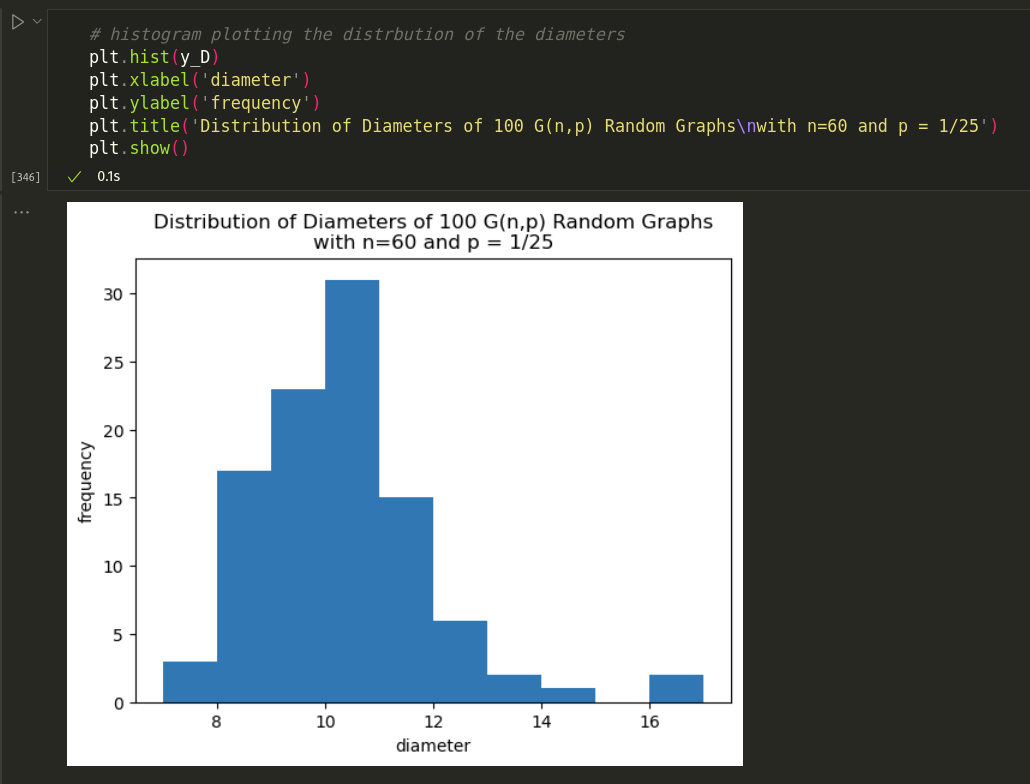 # histogram plotting the distrbution of the diameters
plt.hist(y_D)
plt.xlabel('diameter')
plt.ylabel('frequency')
plt.title('Distribution of Diameters of 100 G(n,p) Random Graphs\nwith n=60 and p = 1/25')
plt.show()
[346]
0.1s
...
Distribution of Diameters of 100 G(n,p) Random Graphs
with n=60 and p = 1/25
30
25
20
15
10
5
0
frequency
8 10 12 14 16
diameter